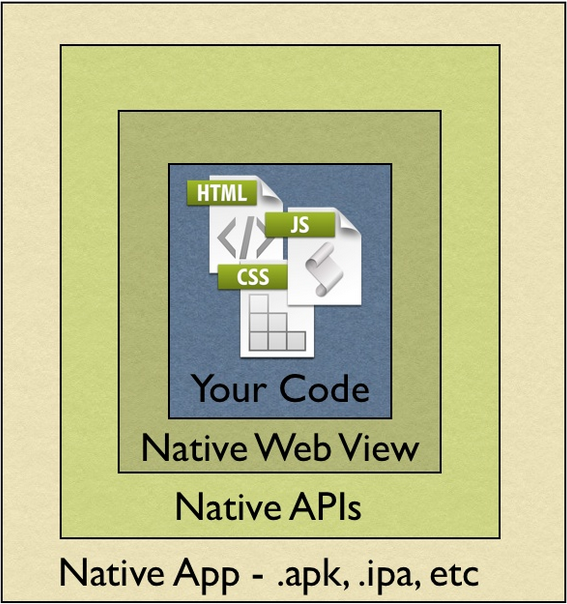 HTML
JS
</>
CSS
Your Code
Native Web View
Native APIs
Native App - .apk, .ipa, etc